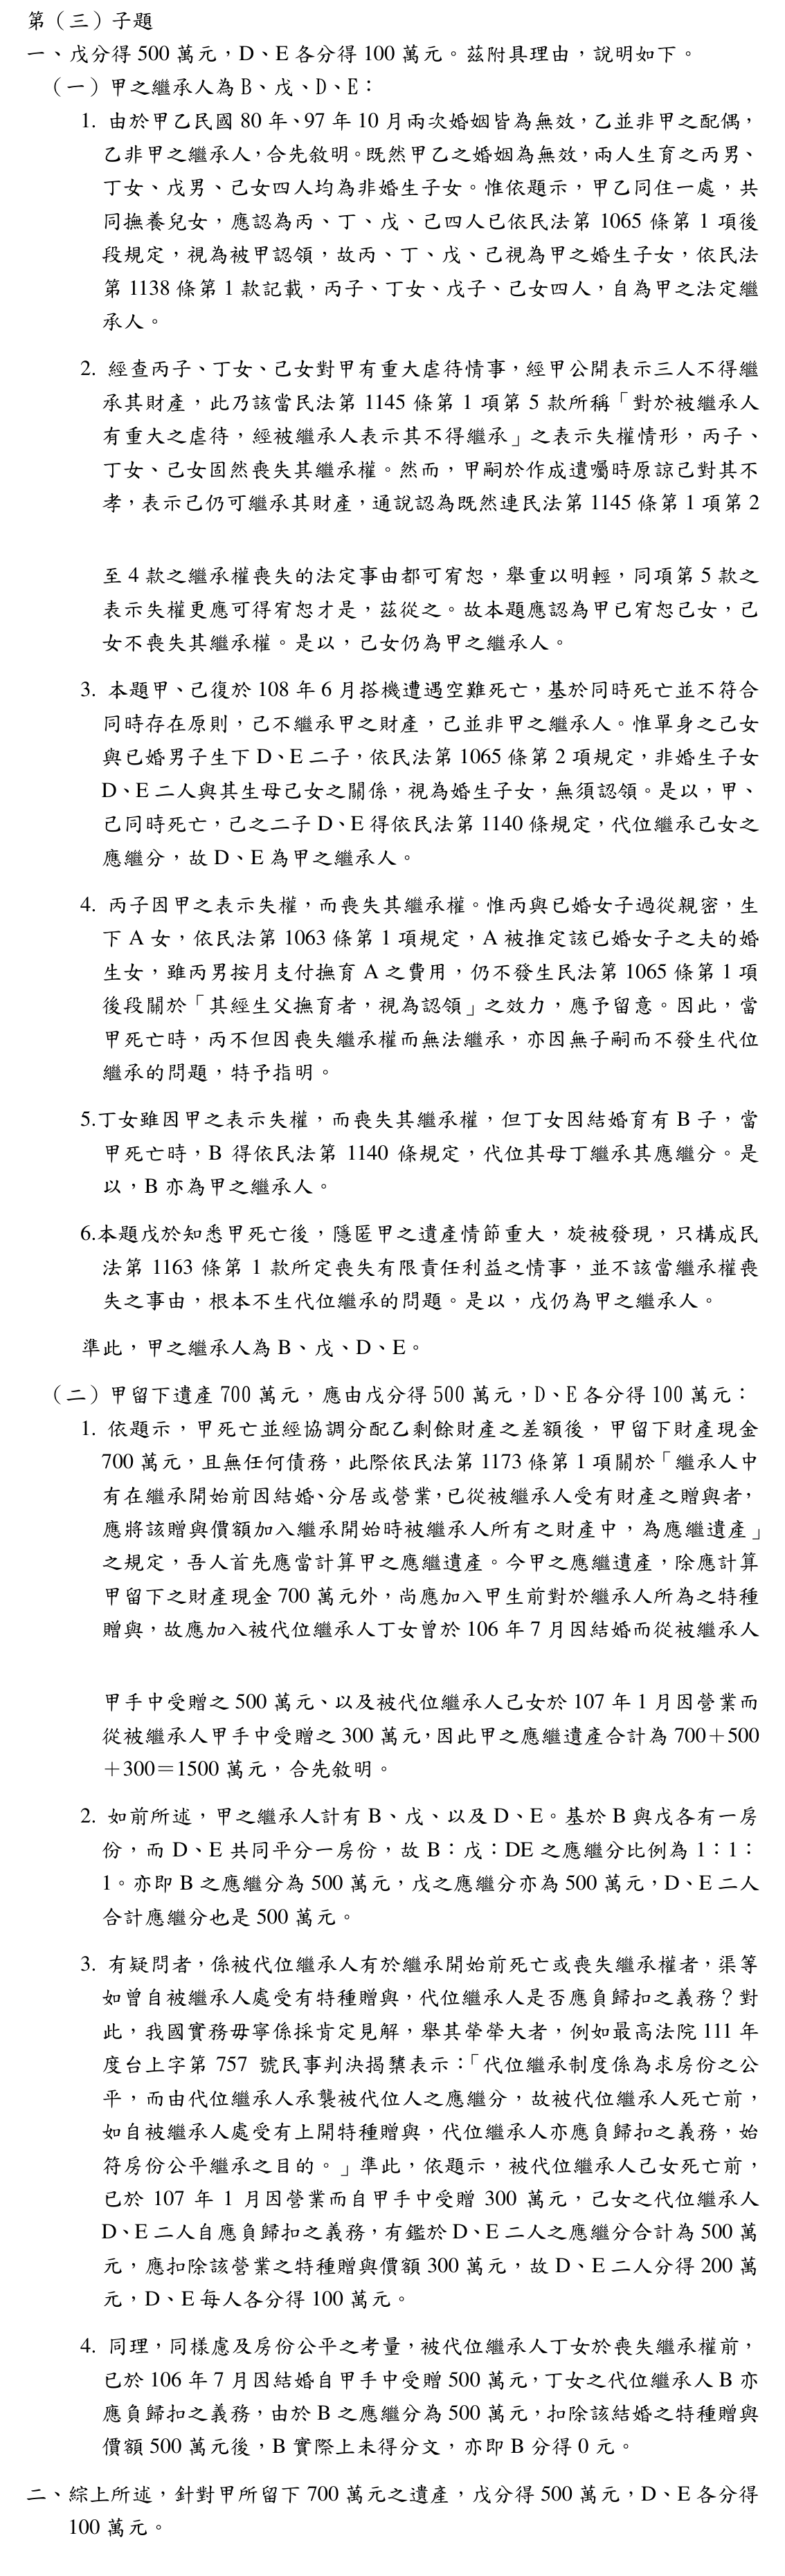 第（三）子題
一、戊分得 500 萬元，D、E 各分得 100 萬元。茲附具理由，說明如下。
（一）甲之繼承人為 B、戊、D、E：
1. 由於甲乙民國 80 年、97 年 10 月兩次婚姻皆為無效，乙並非甲之配偶，
乙非甲之繼承人，合先敘明。既然甲乙之婚姻為無效，兩人生育之丙男、
丁女、戊男、己女四人均為非婚生子女。惟依題示，甲乙同住一處，共
同撫養兒女，應認為丙、丁、戊、己四人已依民法第 1065 條第 1 項後
段規定，視為被甲認領，故丙、丁、戊、己視為甲之婚生子女，依民法
第 1138 條第 1 款記載，丙子、丁女、戊子、己女四人，自為甲之法定繼
承人。
2. 經查丙子、丁女、己女對甲有重大虐待情事，經甲公開表示三人不得繼
承其財產，此乃該當民法第 1145 條第 1 項第 5 款所稱「對於被繼承人
有重大之虐待，經被繼承人表示其不得繼承」之表示失權情形，丙子、
丁女、己女固然喪失其繼承權。然而，甲嗣於作成遺囑時原諒己對其不
孝，表示己仍可繼承其財產，通說認為既然連民法第 1145 條第 1 項第 2
至 4 款之繼承權喪失的法定事由都可宥恕，舉重以明輕，同項第 5 款之
表示失權更應可得宥恕才是，茲從之。故本題應認為甲已宥恕己女，己
女不喪失其繼承權。是以，己女仍為甲之繼承人。
3. 本題甲、己復於 108 年 6 月搭機遭遇空難死亡，基於同時死亡並不符合
同時存在原則，己不繼承甲之財產，己並非甲之繼承人。惟單身之己女
與已婚男子生下 D、E 二子，依民法第 1065 條第 2 項規定，非婚生子女
D、E 二人與其生母己女之關係，視為婚生子女，無須認領。是以，甲、
己同時死亡，己之二子 D、E 得依民法第 1140 條規定，代位繼承己女之
應繼分，故 D、E 為甲之繼承人。
4. 丙子因甲之表示失權，而喪失其繼承權。惟丙與已婚女子過從親密，生
下 A 女，依民法第 1063 條第 1 項規定，A 被推定該已婚女子之夫的婚
生女，雖丙男按月支付撫育 A 之費用，仍不發生民法第 1065 條第 1 項
後段關於「其經生父撫育者，視為認領」之效力，應予留意。因此，當
甲死亡時，丙不但因喪失繼承權而無法繼承，亦因無子嗣而不發生代位
繼承的問題，特予指明。
5.丁女雖因甲之表示失權，而喪失其繼承權，但丁女因結婚育有 B 子，當
甲死亡時，B 得依民法第 1140 條規定，代位其母丁繼承其應繼分。是
以，B 亦為甲之繼承人。
6.本題戊於知悉甲死亡後，隱匿甲之遺產情節重大，旋被發現，只構成民
法第 1163 條第 1 款所定喪失有限責任利益之情事，並不該當繼承權喪
失之事由，根本不生代位繼承的問題。是以，戊仍為甲之繼承人。
準此，甲之繼承人為 B、戊、D、E。
（二）甲留下遺產 700 萬元，應由戊分得 500 萬元，D、E 各分得 100 萬元：
1. 依題示，甲死亡並經協調分配乙剩餘財產之差額後，甲留下財產現金
700 萬元，且無任何債務，此際依民法第 1173 條第 1 項關於「繼承人中
有在繼承開始前因結婚、分居或營業，已從被繼承人受有財產之贈與者，
應將該贈與價額加入繼承開始時被繼承人所有之財產中，為應繼遺產」
之規定，吾人首先應當計算甲之應繼遺產。今甲之應繼遺產，除應計算
甲留下之財產現金 700 萬元外，尚應加入甲生前對於繼承人所為之特種
贈與，故應加入被代位繼承人丁女曾於 106 年 7 月因結婚而從被繼承人
甲手中受贈之 500 萬元、以及被代位繼承人己女於 107 年 1 月因營業而
從被繼承人甲手中受贈之 300 萬元，因此甲之應繼遺產合計為 700＋500
＋300＝1500 萬元，合先敘明。
2. 如前所述，甲之繼承人計有 B、戊、以及 D、E。基於 B 與戊各有一房
份，而 D、E 共同平分一房份，故 B：戊：DE 之應繼分比例為 1：1：
1。亦即 B 之應繼分為 500 萬元，戊之應繼分亦為 500 萬元，D、E 二人
合計應繼分也是 500 萬元。
3. 有疑問者，係被代位繼承人有於繼承開始前死亡或喪失繼承權者，渠等
如曾自被繼承人處受有特種贈與，代位繼承人是否應負歸扣之義務？對
此，我國實務毋寧係採肯定見解，舉其犖犖大者，例如最高法院 111 年
度台上字第 757 號民事判決揭櫫表示：「代位繼承制度係為求房份之公
平，而由代位繼承人承襲被代位人之應繼分，故被代位繼承人死亡前，
如自被繼承人處受有上開特種贈與，代位繼承人亦應負歸扣之義務，始
符房份公平繼承之目的。」準此，依題示，被代位繼承人己女死亡前，
已於 107 年 1 月因營業而自甲手中受贈 300 萬元，己女之代位繼承人
D、E 二人自應負歸扣之義務，有鑑於 D、E 二人之應繼分合計為 500 萬
元，應扣除該營業之特種贈與價額 300 萬元，故 D、E 二人分得 200 萬
元，D、E 每人各分得 100 萬元。
4. 同理，同樣慮及房份公平之考量，被代位繼承人丁女於喪失繼承權前，
已於 106 年 7 月因結婚自甲手中受贈 500 萬元，丁女之代位繼承人 B 亦
應負歸扣之義務，由於 B 之應繼分為 500 萬元，扣除該結婚之特種贈與
價額 500 萬元後，B 實際上未得分文，亦即 B 分得 0 元。
二、綜上所述，針對甲所留下 700 萬元之遺產，戊分得 500 萬元，D、E 各分得
100 萬元。